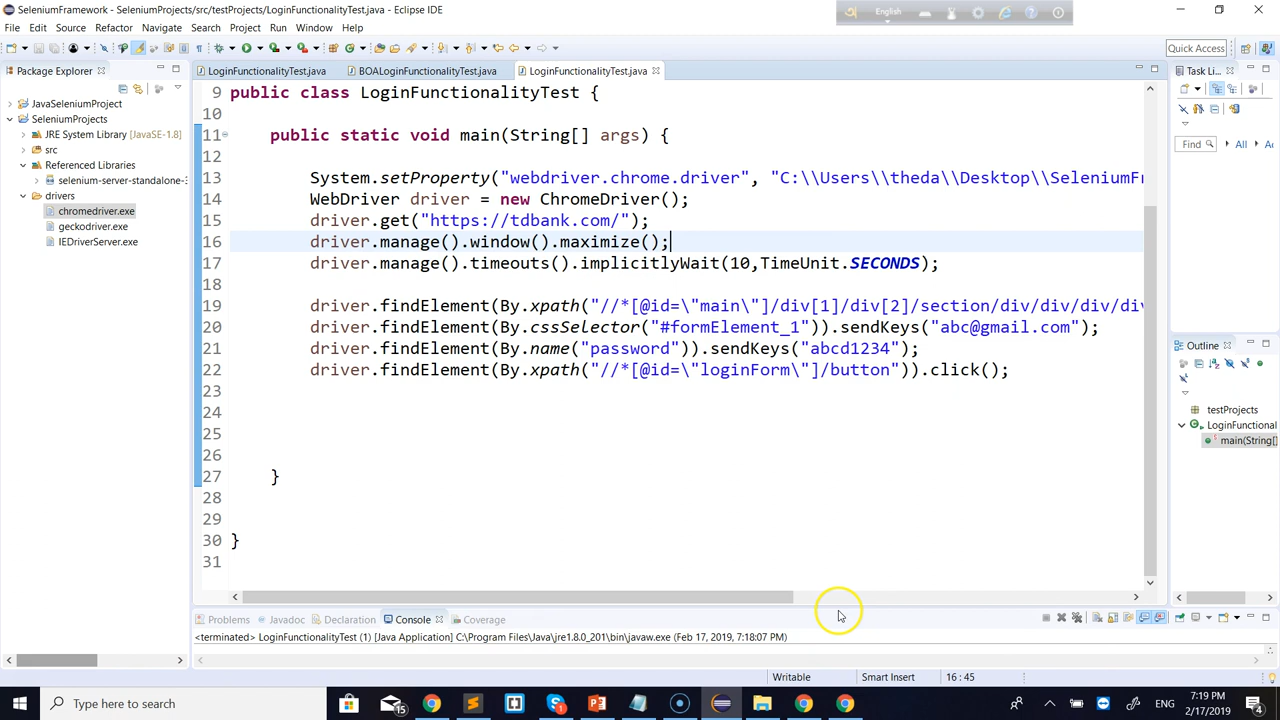 SeleniumFramework - SeleniumProjects/src/testProjects/LoginFunctionalityTest.java - Eclipse IDE
English
File Edit Source Refactor Navigate Search Project Run Window Help
Quick Access
Package Explorer
JavaSeleniumProject
SeleniumProjects
JRE System Library [JavaSE-1.8]
src
Referenced Libraries
selenium-server-standalone-
drivers
chromedriver.exe
geckodriver.exe
IEDriverServer.exe
LoginFunctionalityTest.java
BOALoginFunctionalityTest.java
LoginFunctionalityTest.java
9 public class LoginFunctionalityTest {
10
11 public static void main(String[] args) {
12
13 System.setProperty("webdriver.chrome.driver", "C:\\Users\\theda\\Desktop\\SeleniumFr
14 WebDriver driver = new ChromeDriver();
15 driver.get("https://tdbank.com/");
16 driver.manage().window().maximize();
17 driver.manage().timeouts().implicitlyWait(10,TimeUnit.SECONDS);
18
19 driver.findElement(By.xpath("//*[@id=\"main\"]/div[1]/div[2]/section/div/div/div/div
20 driver.findElement(By.cssSelector("#formElement_1")).sendKeys("abc@gmail.com");
21 driver.findElement(By.name("password")).sendKeys("abcd1234");
22 driver.findElement(By.xpath("//*[@id=\"loginForm\"]/button")).click();
23
24
25
26
27 }
28
29
30 }
31
Task Li...
Find All Ac
Outline
testProjects
LoginFunctional
main(String[]
Problems Javadoc Declaration Console Coverage
<terminated> LoginFunctionalityTest (1) [Java Application] C:\Program Files\Java\jre1.8.0_201\bin\javaw.exe (Feb 17, 2019, 7:18:07 PM)
Writable Smart Insert 16 : 45
Type here to search
15
ENG
7:19 PM
2/17/2019
4